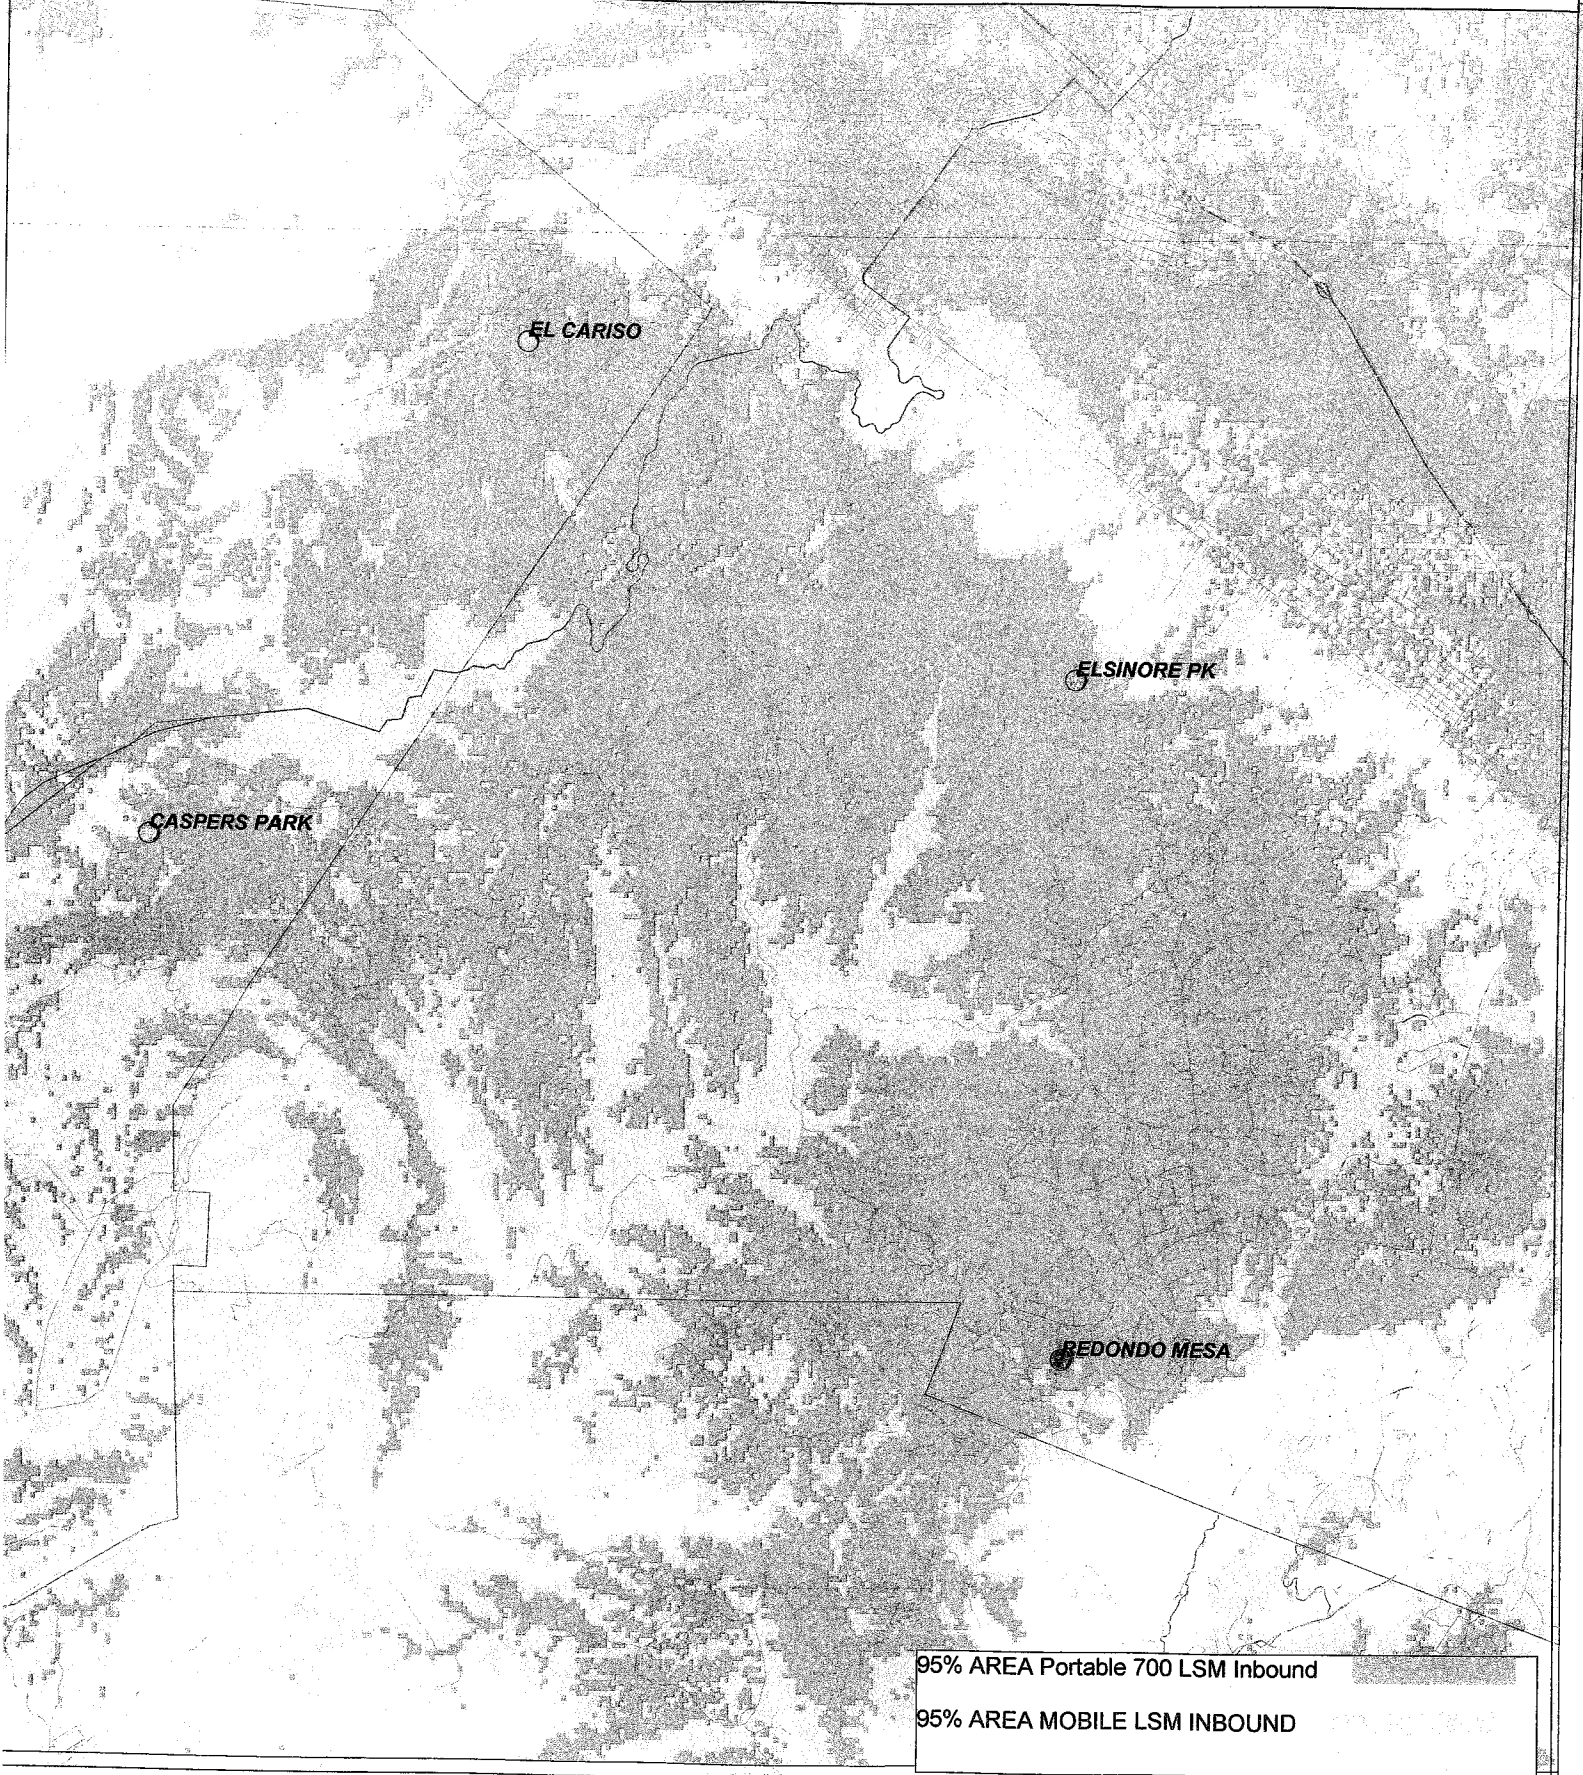 EL CARISO
ELSINORE PK
CASPERS PARK
REDONDO MESA
95% AREA Portable 700 LSM Inbound
95% AREA MOBILE LSM INBOUND